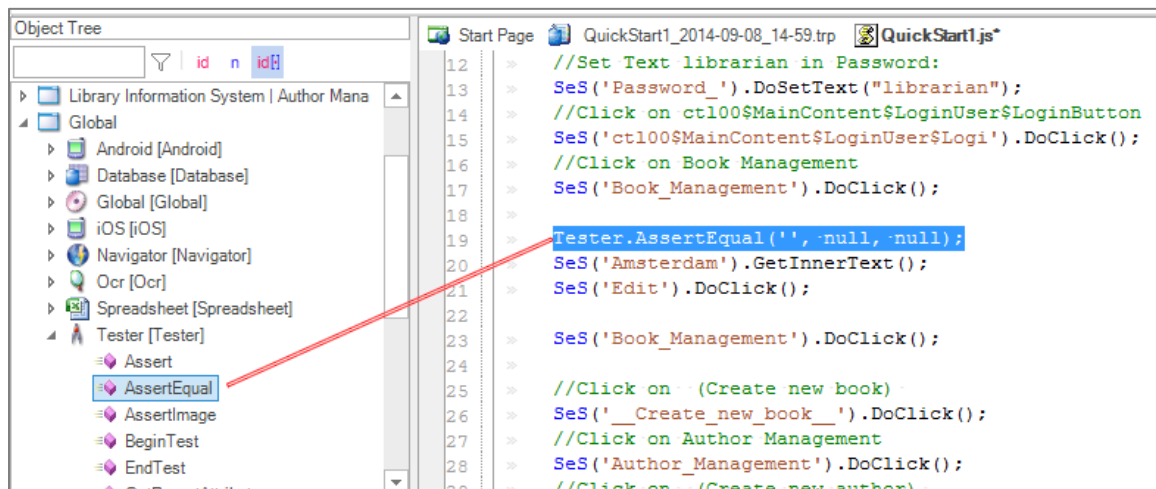 Object Tree
id n id[·]
Library Information System | Author Mana
Global
Android [Android]
Database [Database]
Global [Global]
iOS [iOS]
Navigator [Navigator]
Ocr [Ocr]
Spreadsheet [Spreadsheet]
Tester [Tester]
Assert
AssertEqual
AssertImage
BeginTest
EndTest
Start Page QuickStart1_2014-09-08_14-59.trp QuickStart1.js*
12 //Set Text librarian in Password:
13 SeS('Password_').DoSetText("librarian");
14 //Click on ctl00$MainContent$LoginUser$LoginButton
15 SeS('ctl00$MainContent$LoginUser$Logi').DoClick();
16 //Click on Book Management
17 SeS('Book_Management').DoClick();
18
19 Tester.AssertEqual('', null, null);
20 SeS('Amsterdam').GetInnerText();
21 SeS('Edit').DoClick();
22
23 SeS('Book_Management').DoClick();
24
25 //Click on (Create new book)
26 SeS('__Create_new_book__').DoClick();
27 //Click on Author Management
28 SeS('Author_Management').DoClick();
//Click on (Create new author)